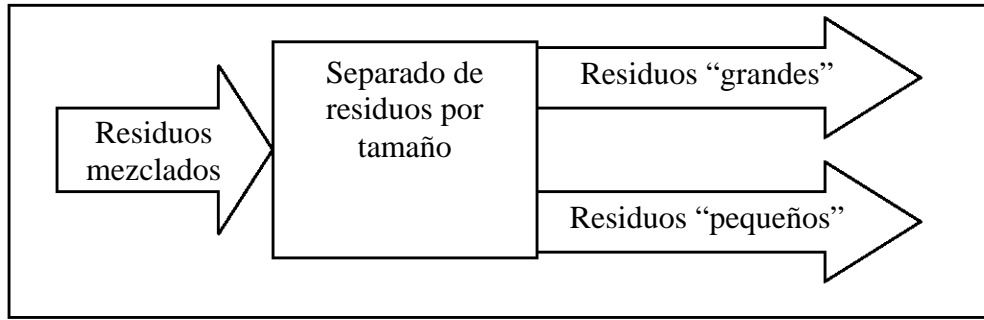 Residuos
mezclados
Separado de
residuos por
tamaño
Residuos “grandes”
Residuos “pequeños”